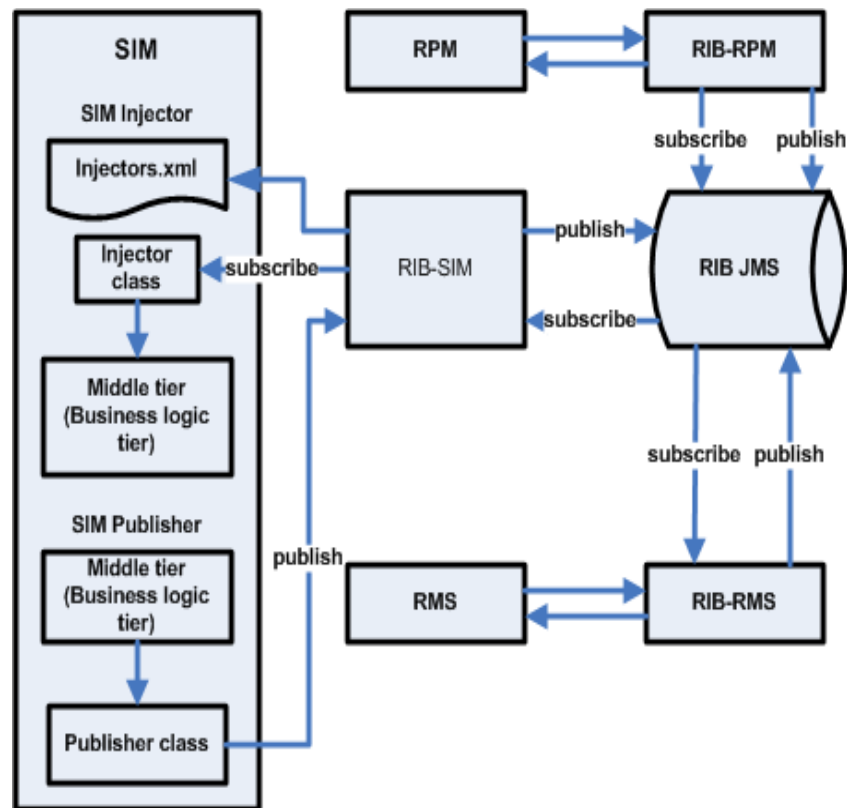 SIM
SIM Injector
Injectors.xml
Injector
class
Middle tier
(Business logic
tier)
SIM Publisher
Middle tier
(Business logic
tier)
Publisher class
subscribe
publish
RPM
RIB-RPM
subscribe
publish
RIB-SIM
publish
subscribe
RIB JMS
subscribe
publish
RMS
RIB-RMS